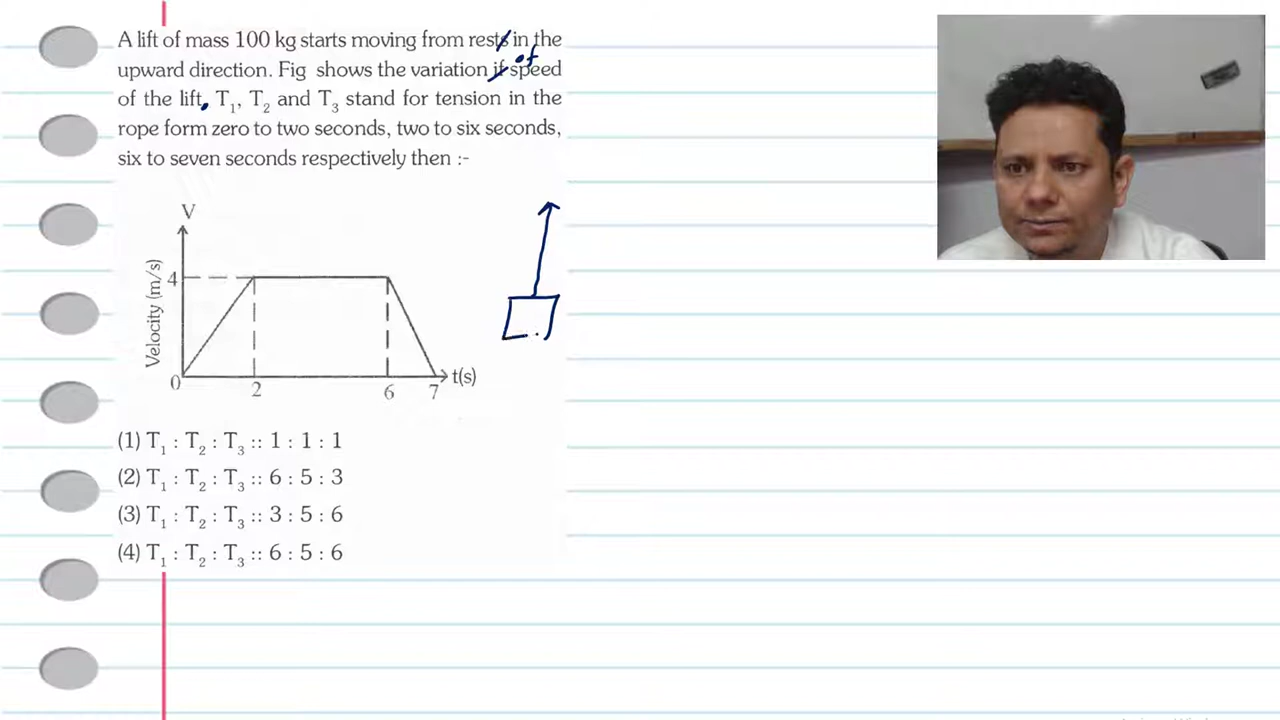 A lift of mass 100 kg starts moving from rests in the
upward direction. Fig shows the variation if of speed
of the lift. T₁, T₂ and T₃ stand for tension in the
rope form zero to two seconds, two to six seconds,
six to seven seconds respectively then :-
V
Velocity (m/s)
4
0
2
6
7
t(s)
(1) T₁ : T₂ : T₃ :: 1 : 1 : 1
(2) T₁ : T₂ : T₃ :: 6 : 5 : 3
(3) T₁ : T₂ : T₃ :: 3 : 5 : 6
(4) T₁ : T₂ : T₃ :: 6 : 5 : 6